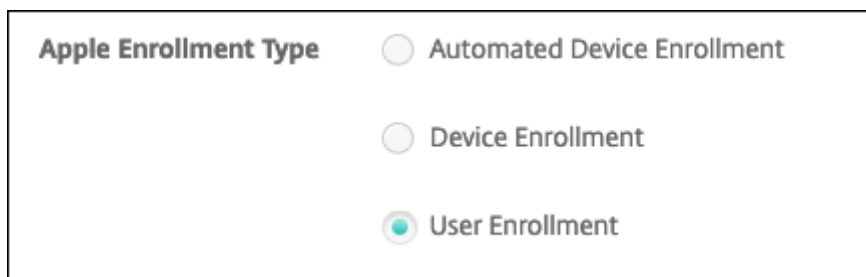 Apple Enrollment Type Automated Device Enrollment
Device Enrollment
User Enrollment